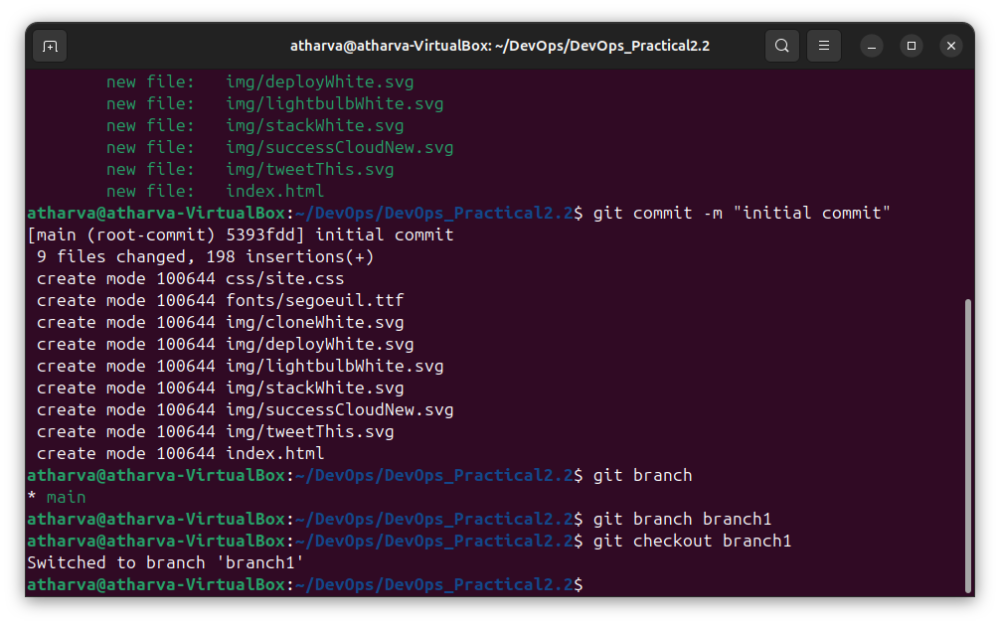 atharva@atharva-VirtualBox: ~/DevOps/DevOps_Practical2.2
new file:   img/deployWhite.svg
new file:   img/lightbulbWhite.svg
new file:   img/stackWhite.svg
new file:   img/successCloudNew.svg
new file:   img/tweetThis.svg
new file:   index.html
atharva@atharva-VirtualBox:~/DevOps/DevOps_Practical2.2$ git commit -m "initial commit"
[main (root-commit) 5393fdd] initial commit
 9 files changed, 198 insertions(+)
 create mode 100644 css/site.css
 create mode 100644 fonts/segoeuil.ttf
 create mode 100644 img/cloneWhite.svg
 create mode 100644 img/deployWhite.svg
 create mode 100644 img/lightbulbWhite.svg
 create mode 100644 img/stackWhite.svg
 create mode 100644 img/successCloudNew.svg
 create mode 100644 img/tweetThis.svg
 create mode 100644 index.html
atharva@atharva-VirtualBox:~/DevOps/DevOps_Practical2.2$ git branch
* main
atharva@atharva-VirtualBox:~/DevOps/DevOps_Practical2.2$ git branch branch1
atharva@atharva-VirtualBox:~/DevOps/DevOps_Practical2.2$ git checkout branch1
Switched to branch 'branch1'
atharva@atharva-VirtualBox:~/DevOps/DevOps_Practical2.2$